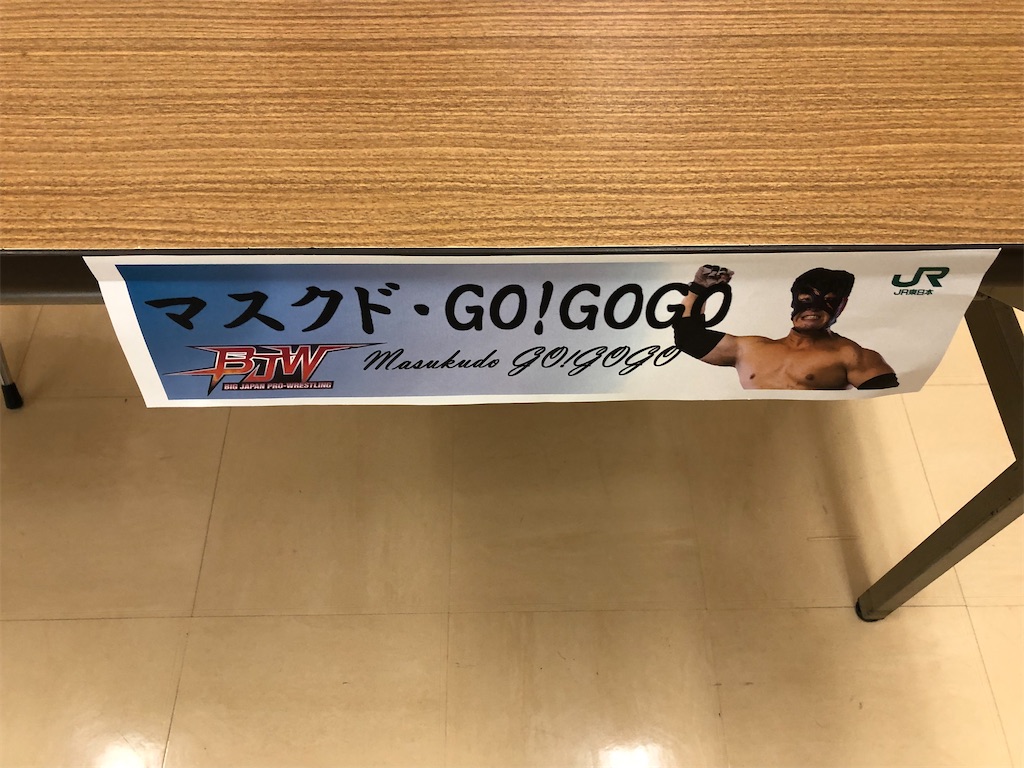 マスクド・GO!GOGO
JR
JR東日本
BJW
BIG JAPAN PRO-WRESTLING
Masukudo GO!GOGO